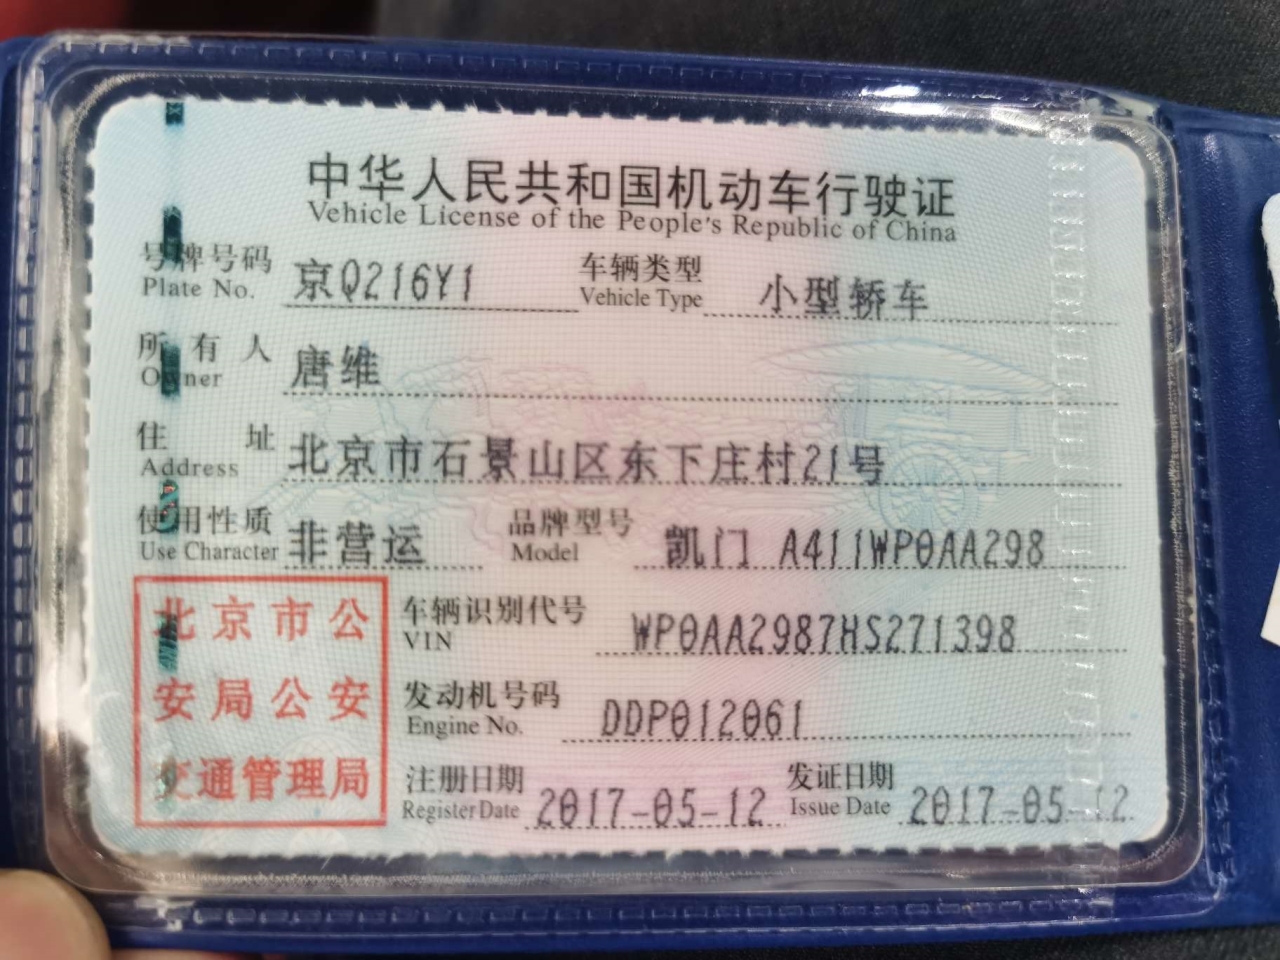 中华人民共和国机动车行驶证
Vehicle License of the People's Republic of China
号牌号码 京Q216Y1 车辆类型 小型轿车
Plate No. Vehicle Type
所有人 唐维
Owner
住址 北京市石景山区东下庄村21号
Address
使用性质 非营运 品牌型号 凯门 A411WP0AA298
Use Character Model
北京市公
安局公安
交通管理局
车辆识别代号 WP0AA2987HS271398
VIN
发动机号码 DDP012061
Engine No.
注册日期 2017-05-12 发证日期 2017-05-12
Register Date Issue Date